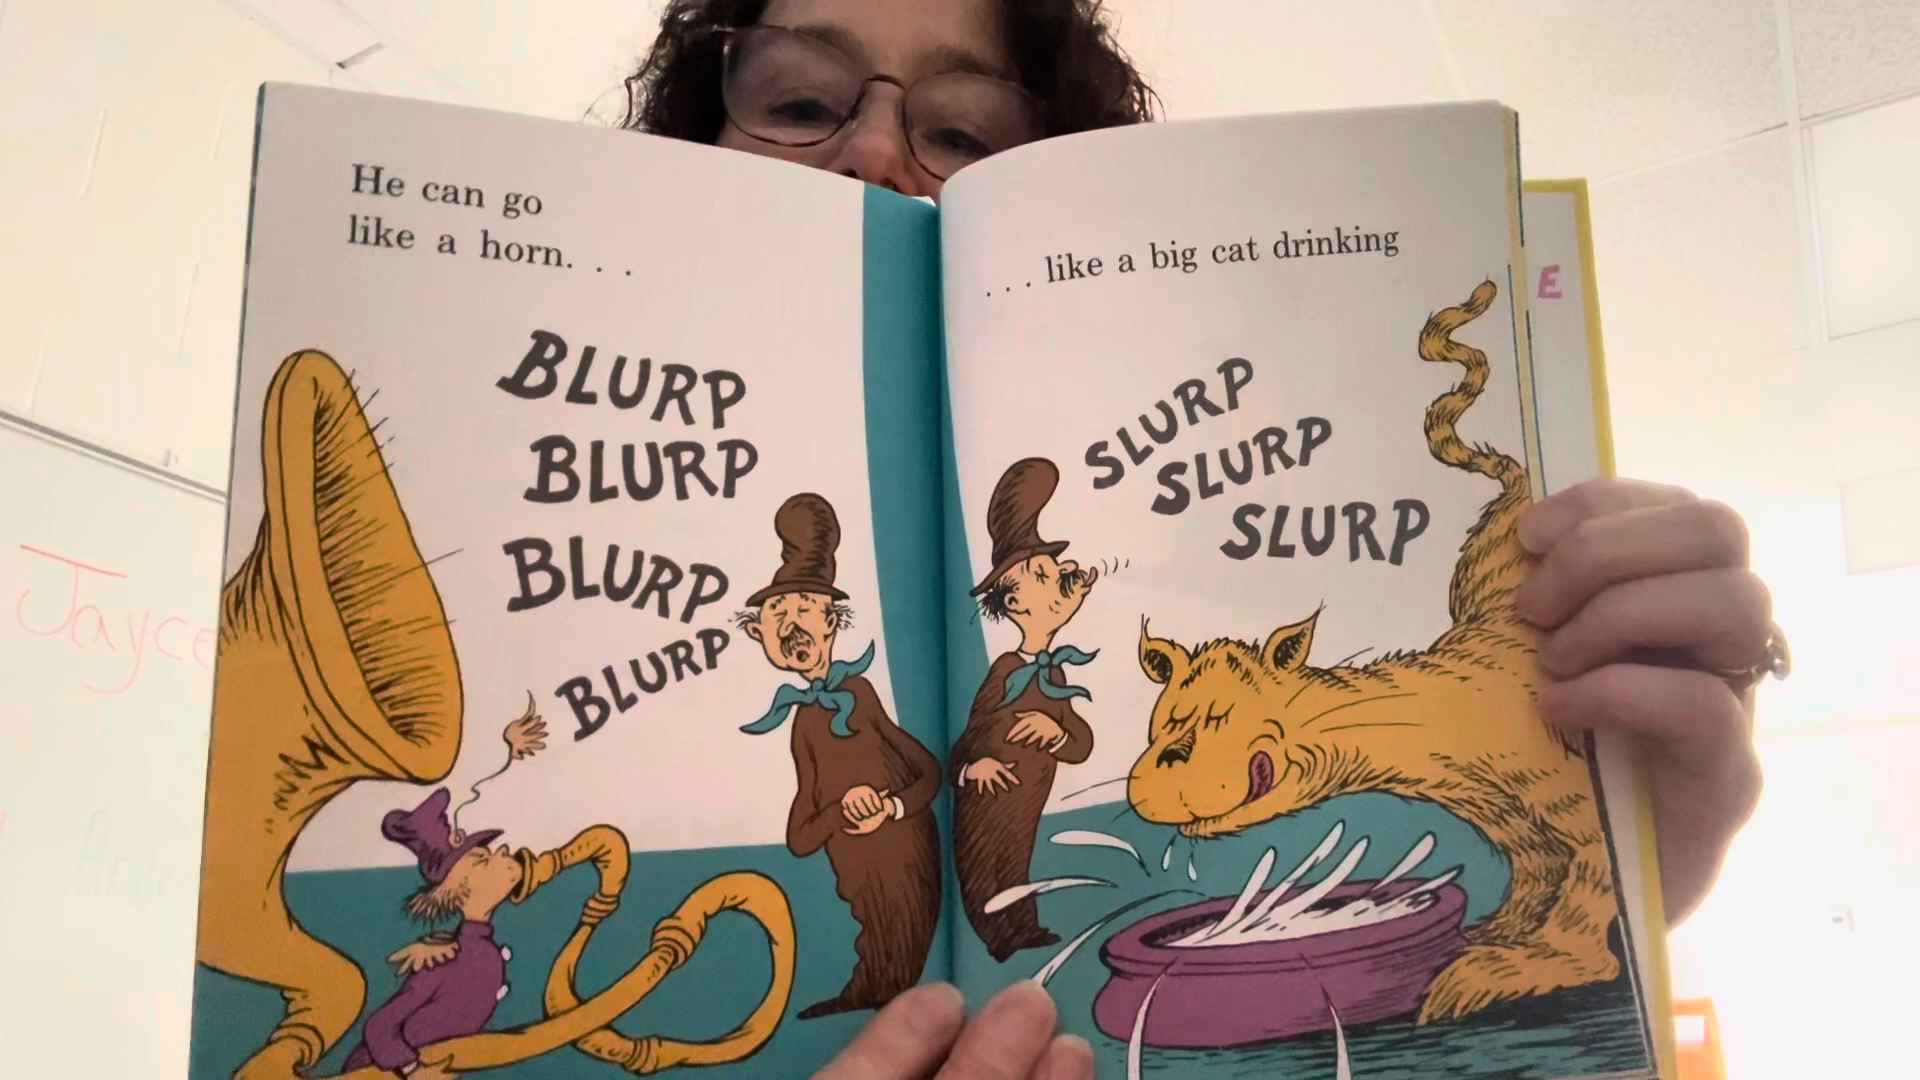 He can go
like a horn. . .
BLURP
BLURP
BLURP
BLURP
. . . like a big cat drinking
SLURP
SLURP
SLURP
E
Jayce